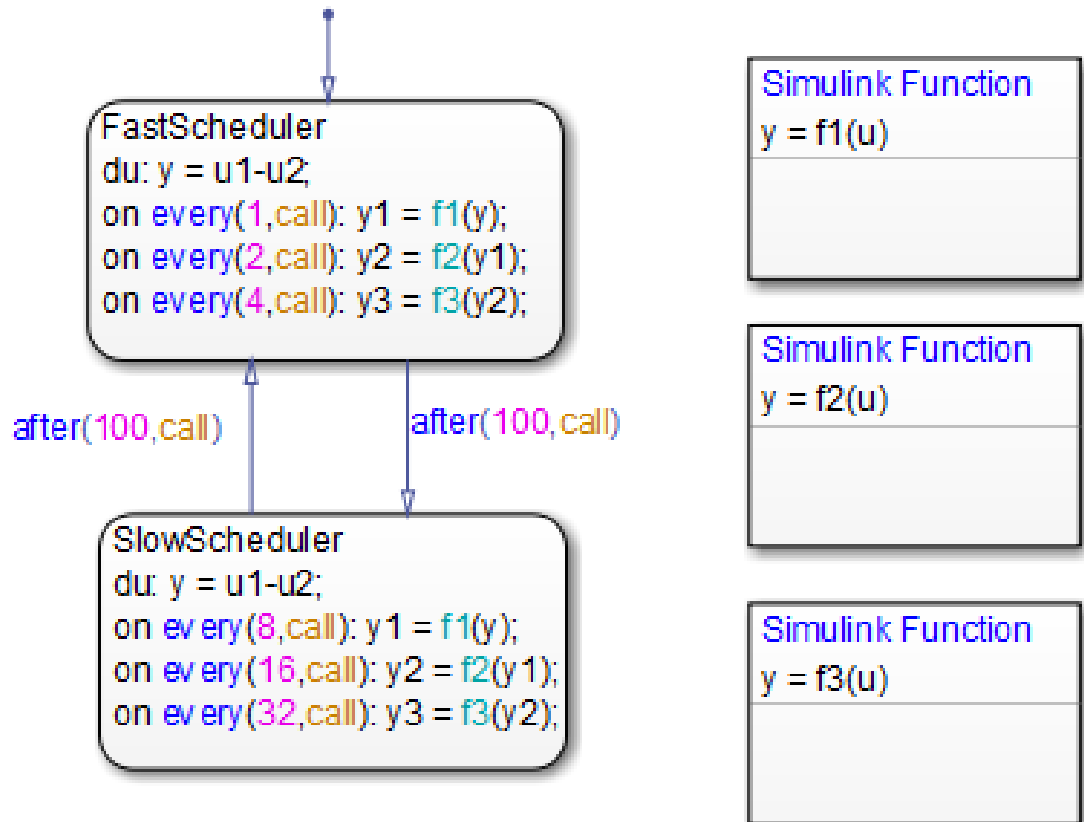 FastScheduler
du: y = u1-u2;
on every(1,call): y1 = f1(y);
on every(2,call): y2 = f2(y1);
on every(4,call): y3 = f3(y2);
after(100,call)
after(100,call)
SlowScheduler
du: y = u1-u2;
on every(8,call): y1 = f1(y);
on every(16,call): y2 = f2(y1);
on every(32,call): y3 = f3(y2);
Simulink Function
y = f1(u)
Simulink Function
y = f2(u)
Simulink Function
y = f3(u)